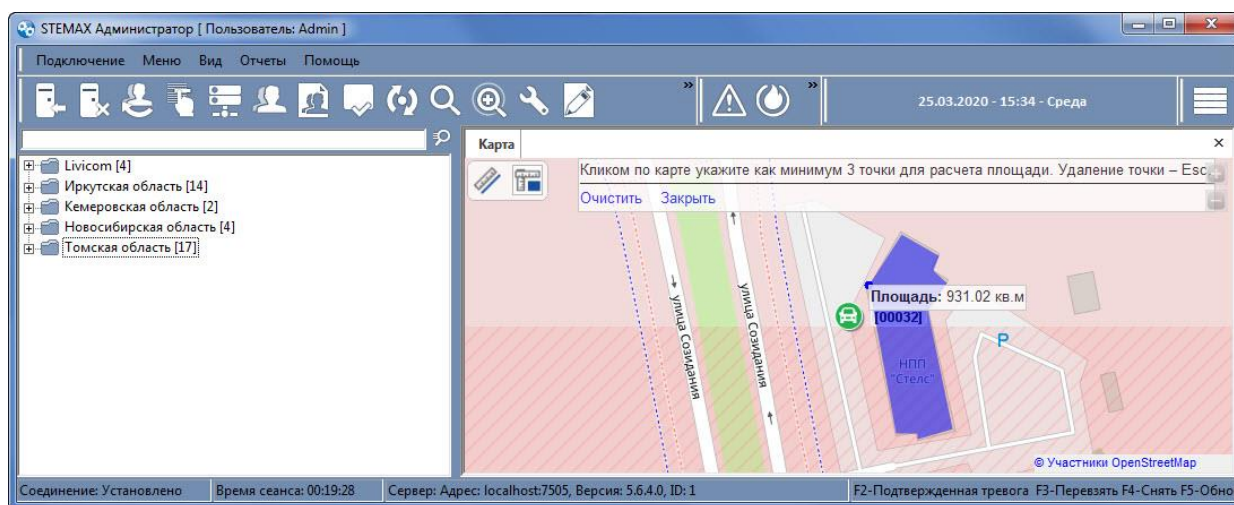 STEMAX Администратор [ Пользователь: Admin ]
Подключение Меню Вид Отчеты Помощь
25.03.2020 - 15:34 - Среда
Livicom [4]
Иркутская область [14]
Кемеровская область [2]
Новосибирская область [4]
Томская область [17]
Карта
Кликом по карте укажите как минимум 3 точки для расчета площади. Удаление точки – Esc
Очистить Закрыть
улица Созидания
улица Созидания
Площадь: 931.02 кв.м
[00032]
P
НПП
"Стелс"
© Участники OpenStreetMap
Соединение: Установлено Время сеанса: 00:19:28 Сервер: Адрес: localhost:7505, Версия: 5.6.4.0, ID: 1 F2-Подтвержденная тревога F3-Перевзять F4-Снять F5-Обно